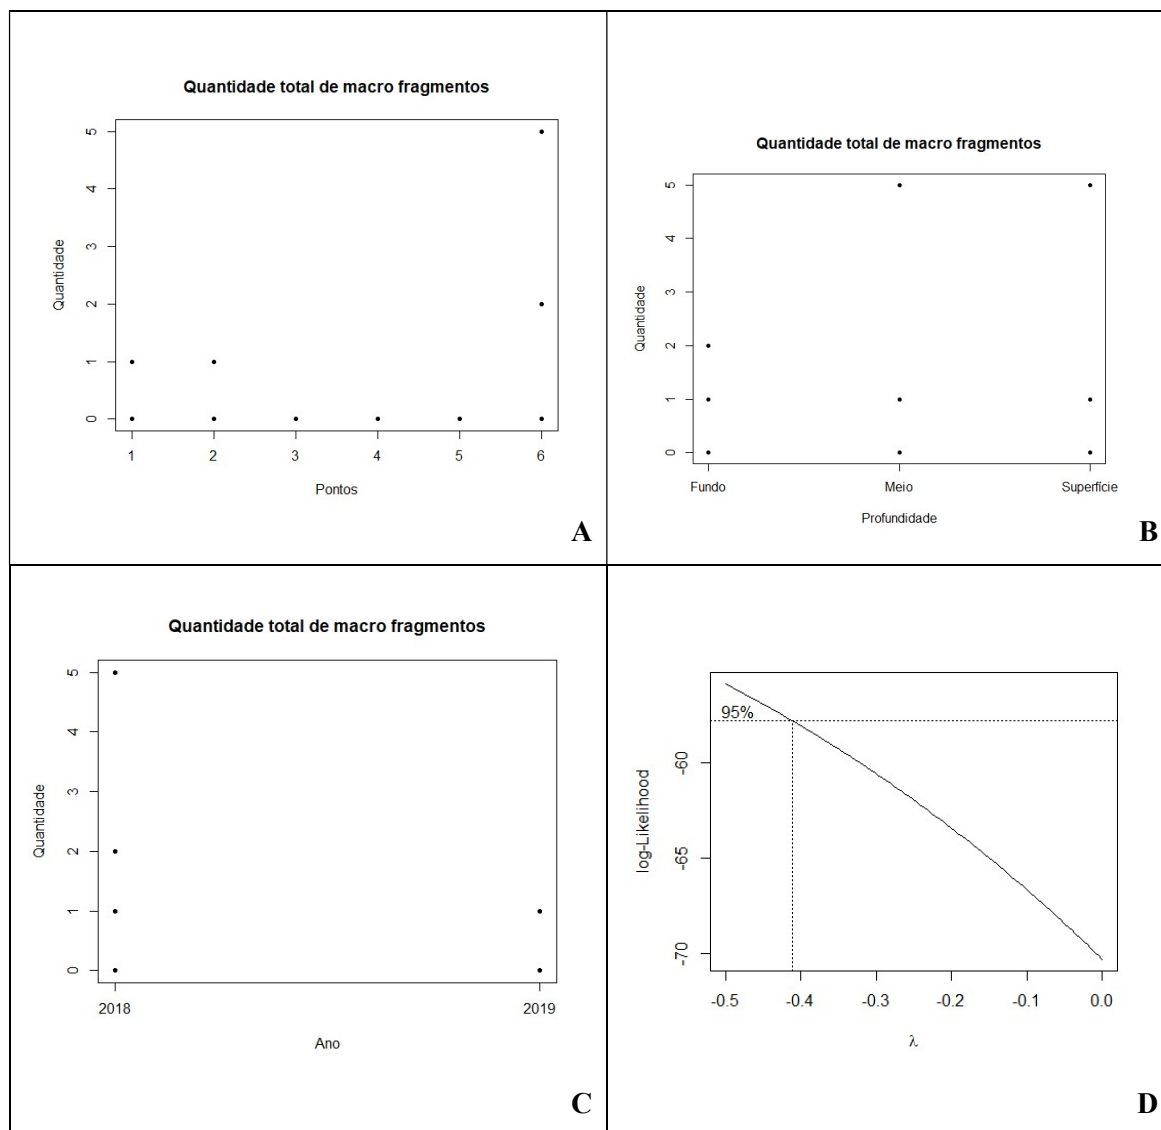 Quantidade total de macro fragmentos
5
4
3
2
1
0
Quantidade
1 2 3 4 5 6
Pontos
A
Quantidade total de macro fragmentos
5
4
3
2
1
0
Quantidade
Fundo Meio Superfície
Profundidade
B
Quantidade total de macro fragmentos
5
4
3
2
1
0
Quantidade
2018 2019
Ano
C
95%
-60
-65
-70
log-Likelihood
-0.5 -0.4 -0.3 -0.2 -0.1 0.0
λ
D